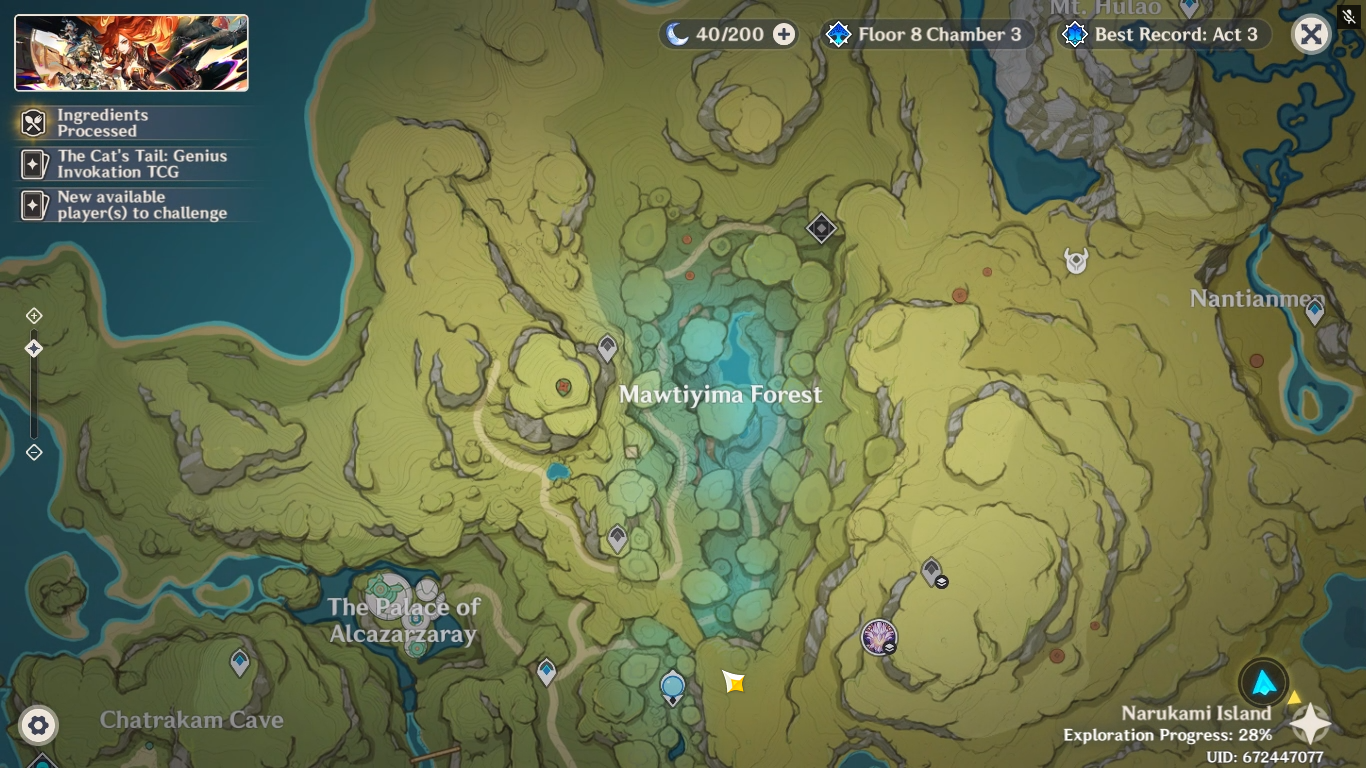 Mt. Hulao
40/200
Floor 8 Chamber 3
Best Record: Act 3
Ingredients
Processed
The Cat's Tail: Genius
Invokation TCG
New available
player(s) to challenge
Nantianmen
Mawtiyima Forest
The Palace of
Alcazarzaray
Chatrakam Cave
Narukami Island
Exploration Progress: 28%
UID: 672447077